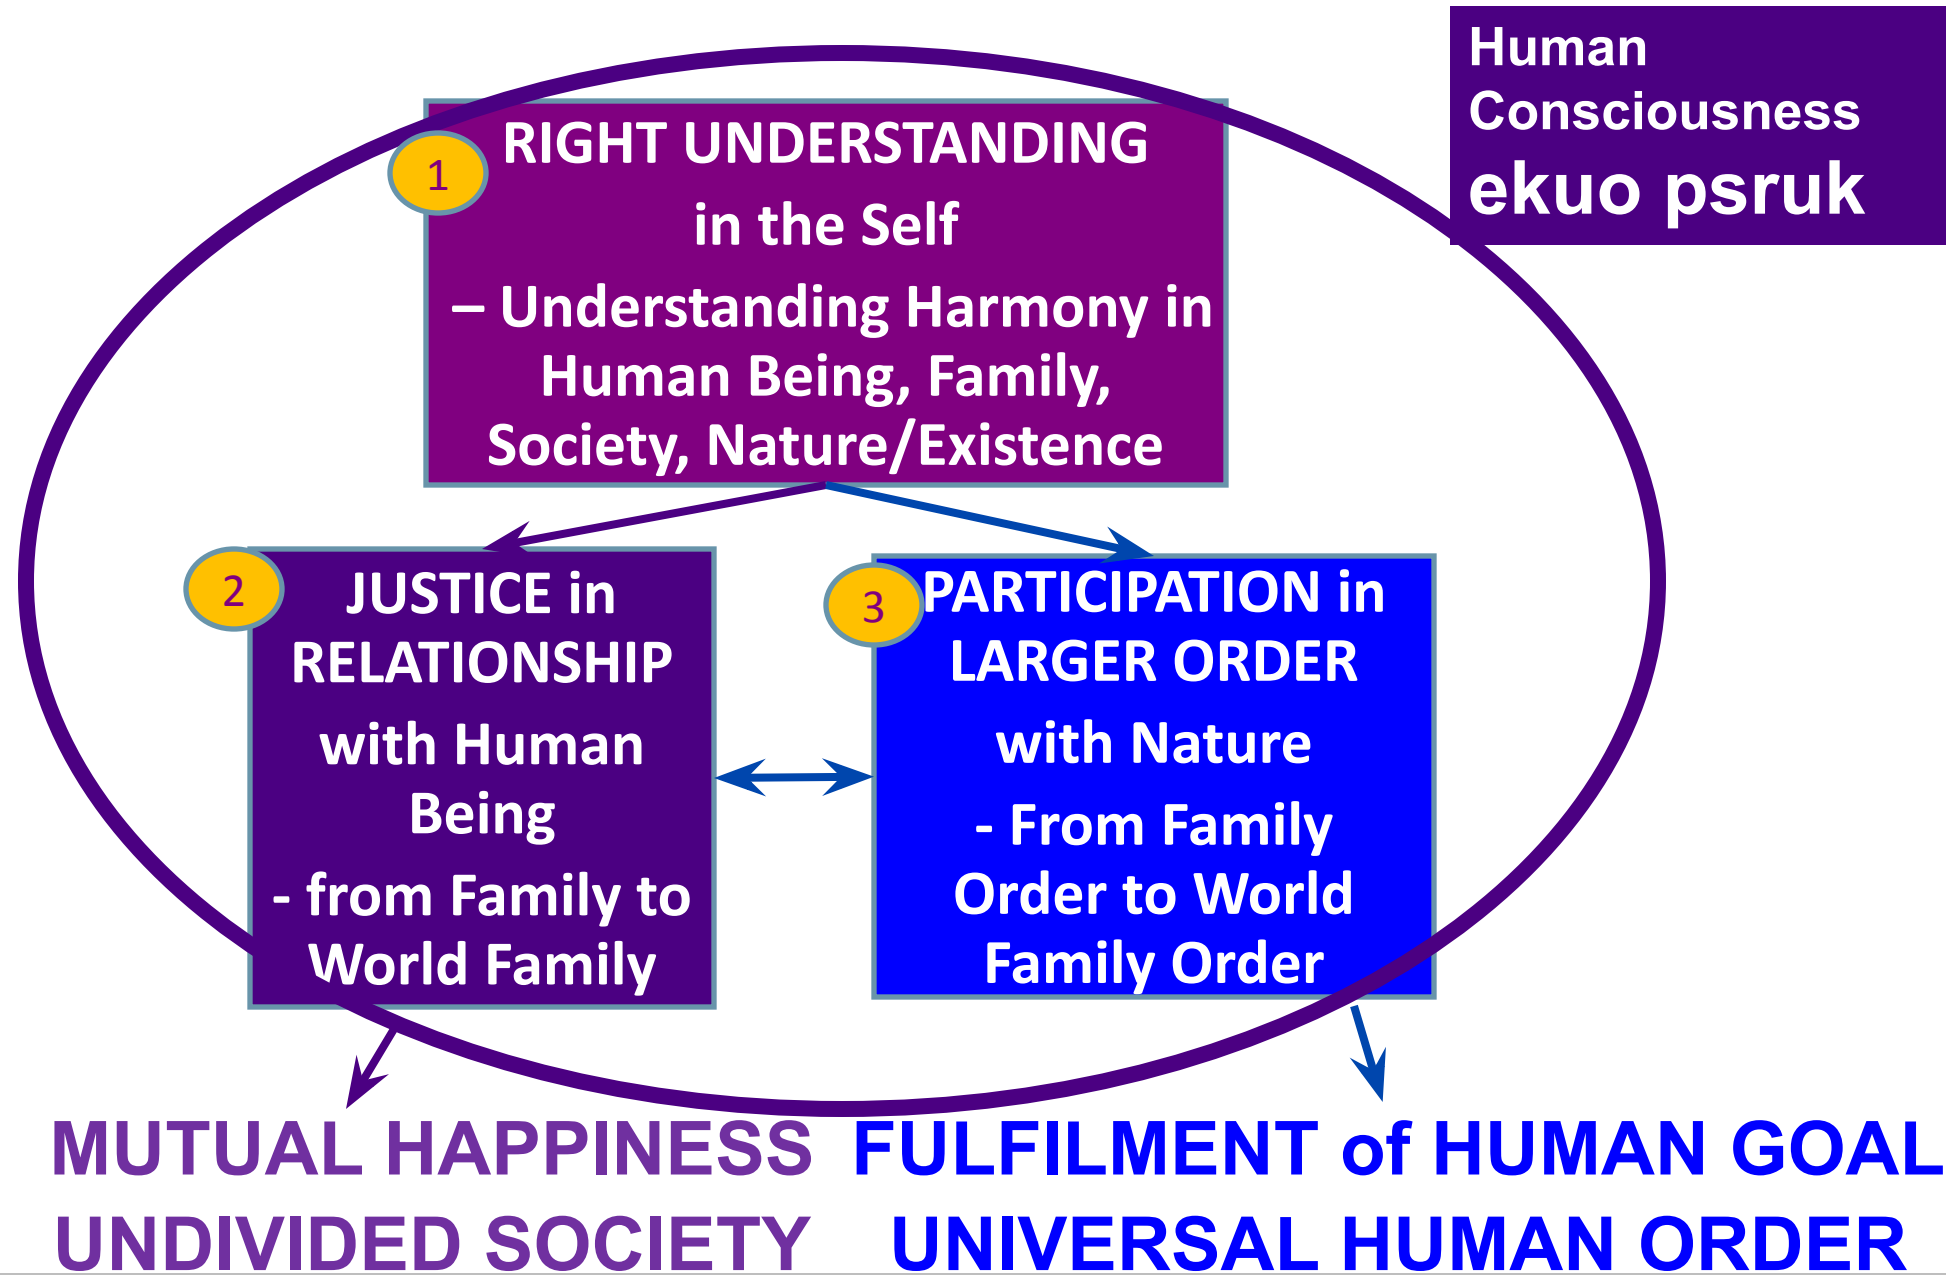 Human
Consciousness
ekuo psruk
1
RIGHT UNDERSTANDING
in the Self
– Understanding Harmony in
Human Being, Family,
Society, Nature/Existence
2
JUSTICE in
RELATIONSHIP
with Human
Being
- from Family to
World Family
3
PARTICIPATION in
LARGER ORDER
with Nature
- From Family
Order to World
Family Order
MUTUAL HAPPINESS
UNDIVIDED SOCIETY
FULFILMENT of HUMAN GOAL
UNIVERSAL HUMAN ORDER